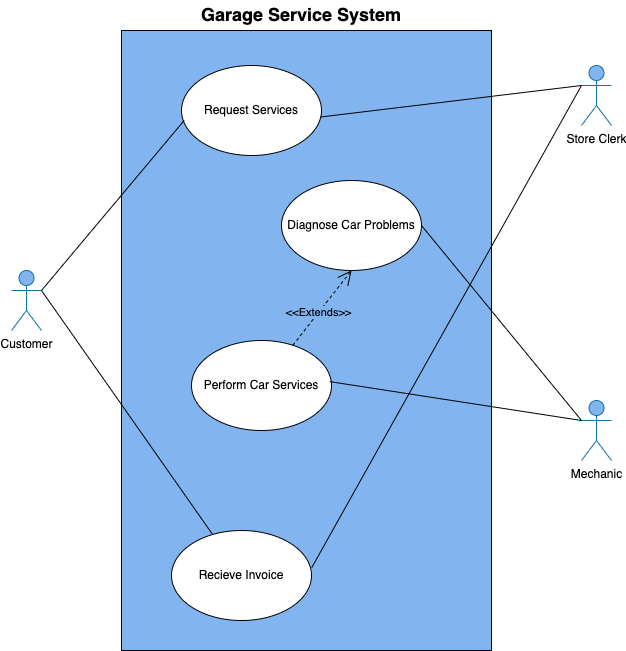 Garage Service System
Request Services
Store Clerk
Diagnose Car Problems
<<Extends>>
Customer
Perform Car Services
Mechanic
Recieve Invoice